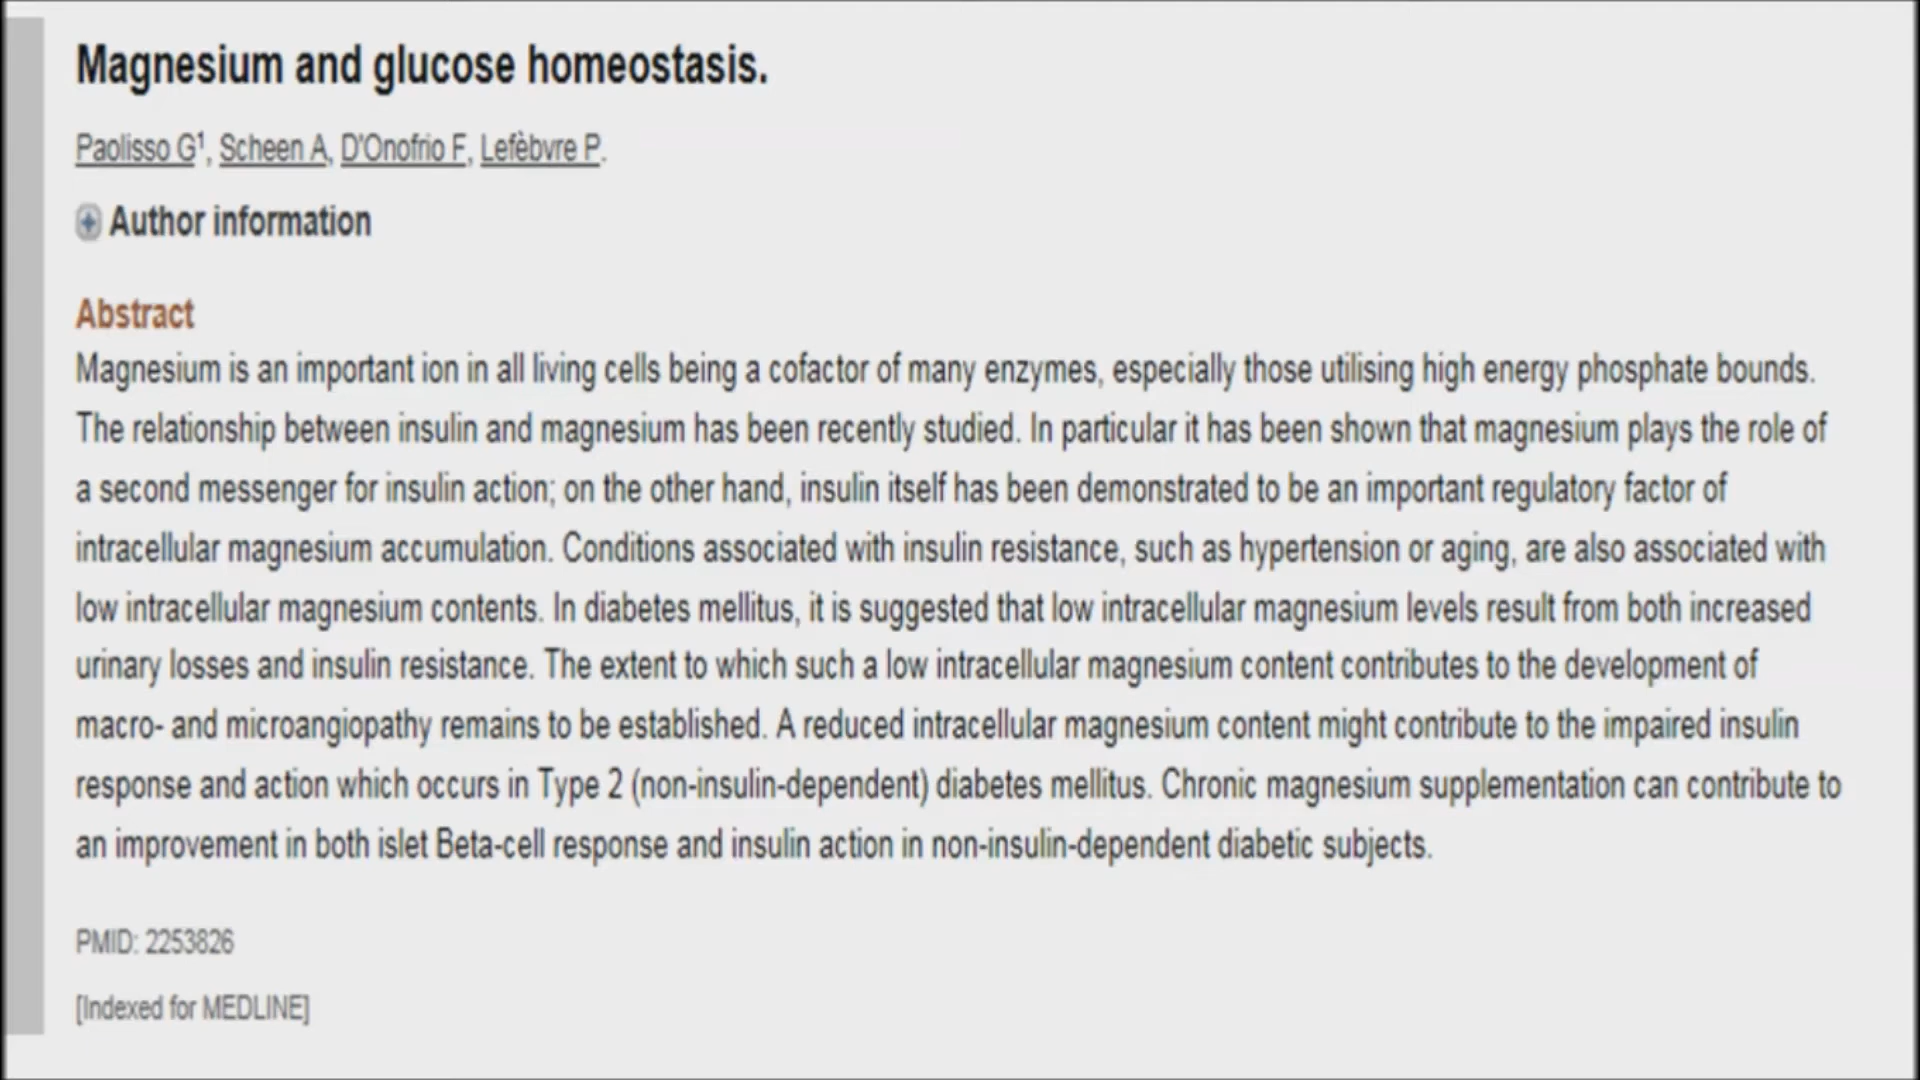 Magnesium and glucose homeostasis.
Paolisso G¹, Scheen A, D'Onofrio F, Lefèbvre P.
Author information
Abstract
Magnesium is an important ion in all living cells being a cofactor of many enzymes, especially those utilising high energy phosphate bounds.
The relationship between insulin and magnesium has been recently studied. In particular it has been shown that magnesium plays the role of
a second messenger for insulin action; on the other hand, insulin itself has been demonstrated to be an important regulatory factor of
intracellular magnesium accumulation. Conditions associated with insulin resistance, such as hypertension or aging, are also associated with
low intracellular magnesium contents. In diabetes mellitus, it is suggested that low intracellular magnesium levels result from both increased
urinary losses and insulin resistance. The extent to which such a low intracellular magnesium content contributes to the development of
macro- and microangiopathy remains to be established. A reduced intracellular magnesium content might contribute to the impaired insulin
response and action which occurs in Type 2 (non-insulin-dependent) diabetes mellitus. Chronic magnesium supplementation can contribute to
an improvement in both islet Beta-cell response and insulin action in non-insulin-dependent diabetic subjects.
PMID: 2253826
[Indexed for MEDLINE]